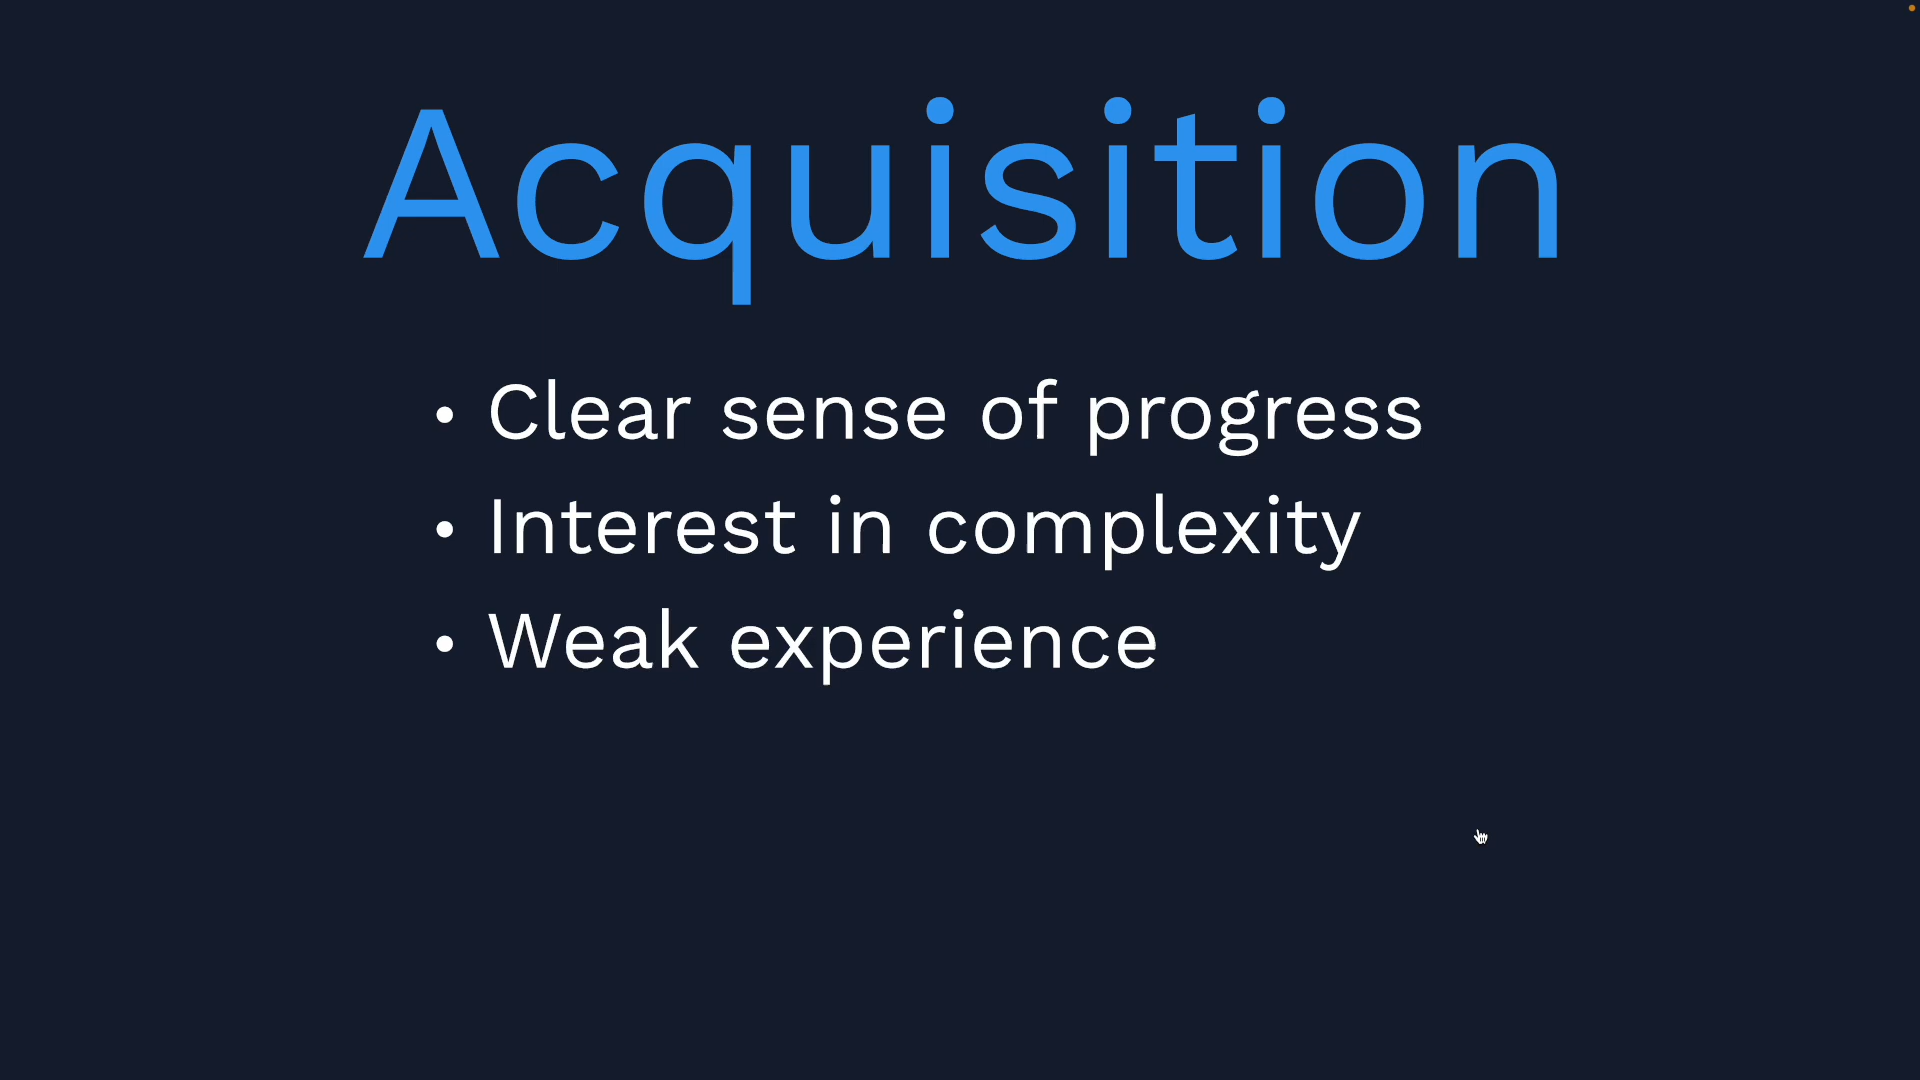 Acquisition
• Clear sense of progress
• Interest in complexity
• Weak experience